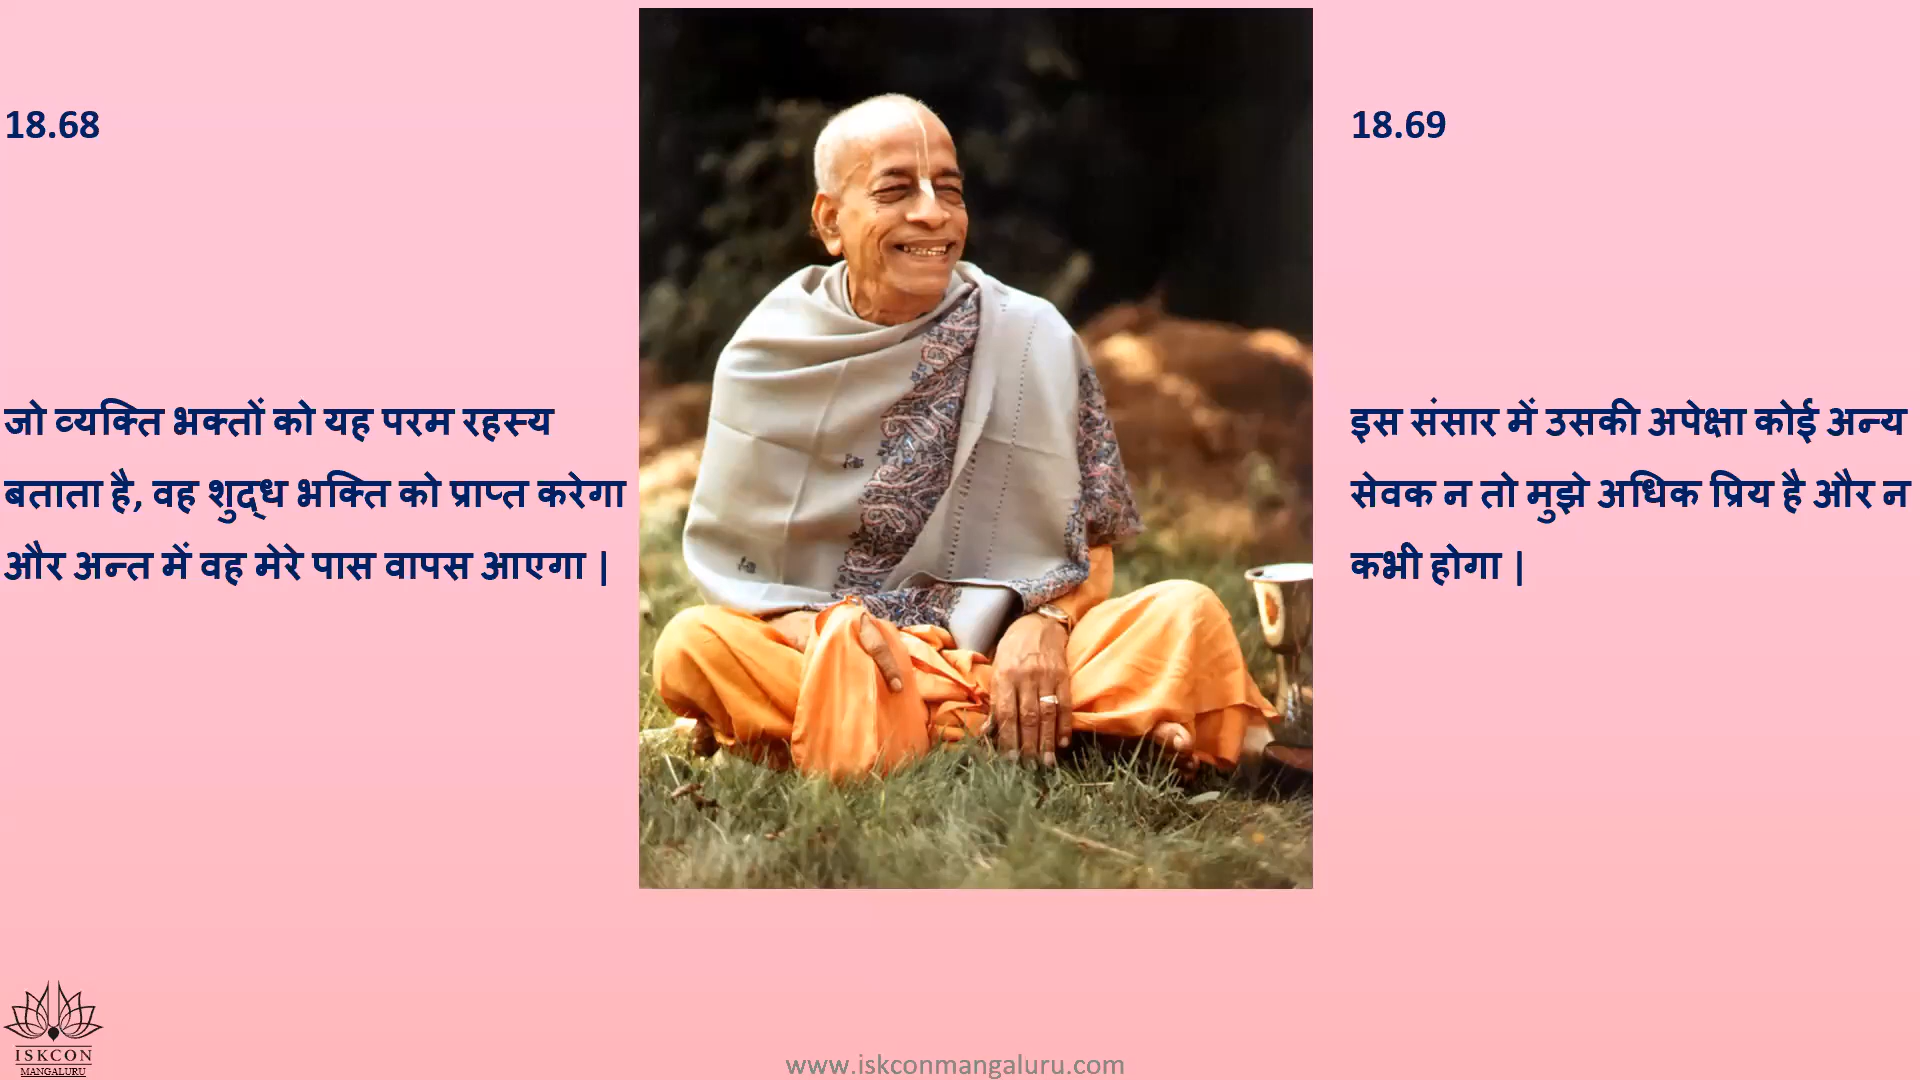 18.68
जो व्यक्ति भक्तों को यह परम रहस्य
बताता है, वह शुद्ध भक्ति को प्राप्त करेगा
और अन्त में वह मेरे पास वापस आएगा |
18.69
इस संसार में उसकी अपेक्षा कोई अन्य
सेवक न तो मुझे अधिक प्रिय है और न
कभी होगा |
ISKCON
MANGALURU
www.iskconmangaluru.com